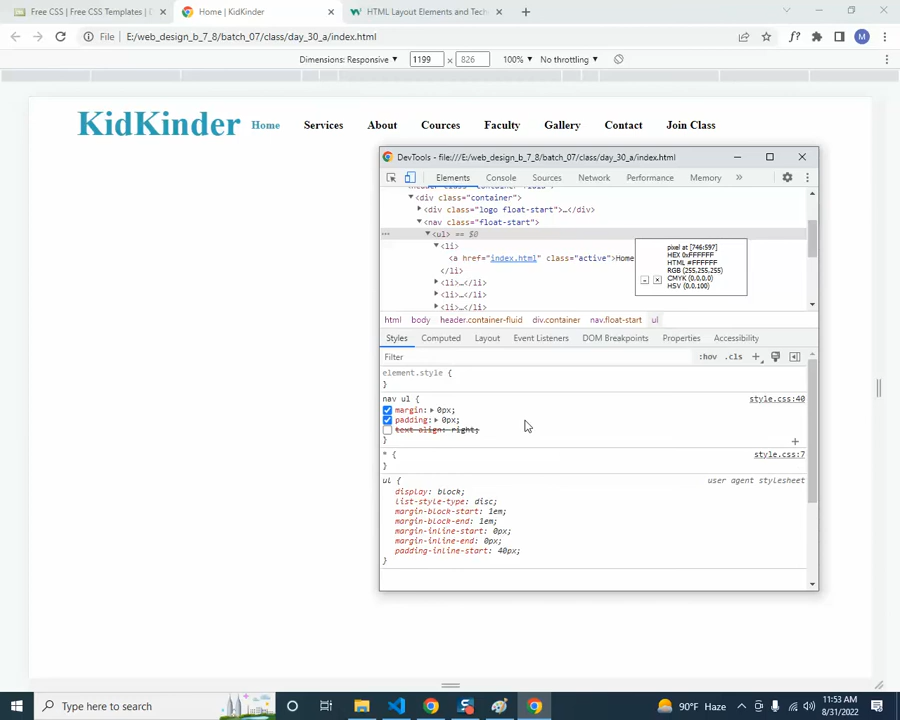 Free CSS | Free CSS Templates |
Home | KidKinder
HTML Layout Elements and Tech
File
E:/web_design_b_7_8/batch_07/class/day_30_a/index.html
M
Dimensions: Responsive
1199
x
826
100%
No throttling
KidKinder
Home
Services
About
Cources
Faculty
Gallery
Contact
Join Class
DevTools - file:///E:/web_design_b_7_8/batch_07/class/day_30_a/index.html
Elements
Console
Sources
Network
Performance
Memory
»
<div class="container">
<div class="logo float-start">…</div>
<nav class="float-start">
<ul> == $0
<li>
<a href="index.html" class="active">Home
</li>
<li>…</li>
<li>…</li>
<li>…</li>
pixel at [746:597]
HEX 0xFFFFFF
HTML #FFFFFF
RGB (255,255,255)
CMYK (0.0.0.0)
HSV (0.0.100)
html
body
header.container-fluid
div.container
nav.float-start
ul
Styles
Computed
Layout
Event Listeners
DOM Breakpoints
Properties
Accessibility
Filter
:hov
.cls
element.style {
}
nav ul {
style.css:40
margin: 0px;
padding: 0px;
text-align: right;
}
* {
style.css:7
}
ul {
user agent stylesheet
display: block;
list-style-type: disc;
margin-block-start: 1em;
margin-block-end: 1em;
margin-inline-start: 0px;
margin-inline-end: 0px;
padding-inline-start: 40px;
}
Type here to search
90°F Haze
11:53 AM
8/31/2022